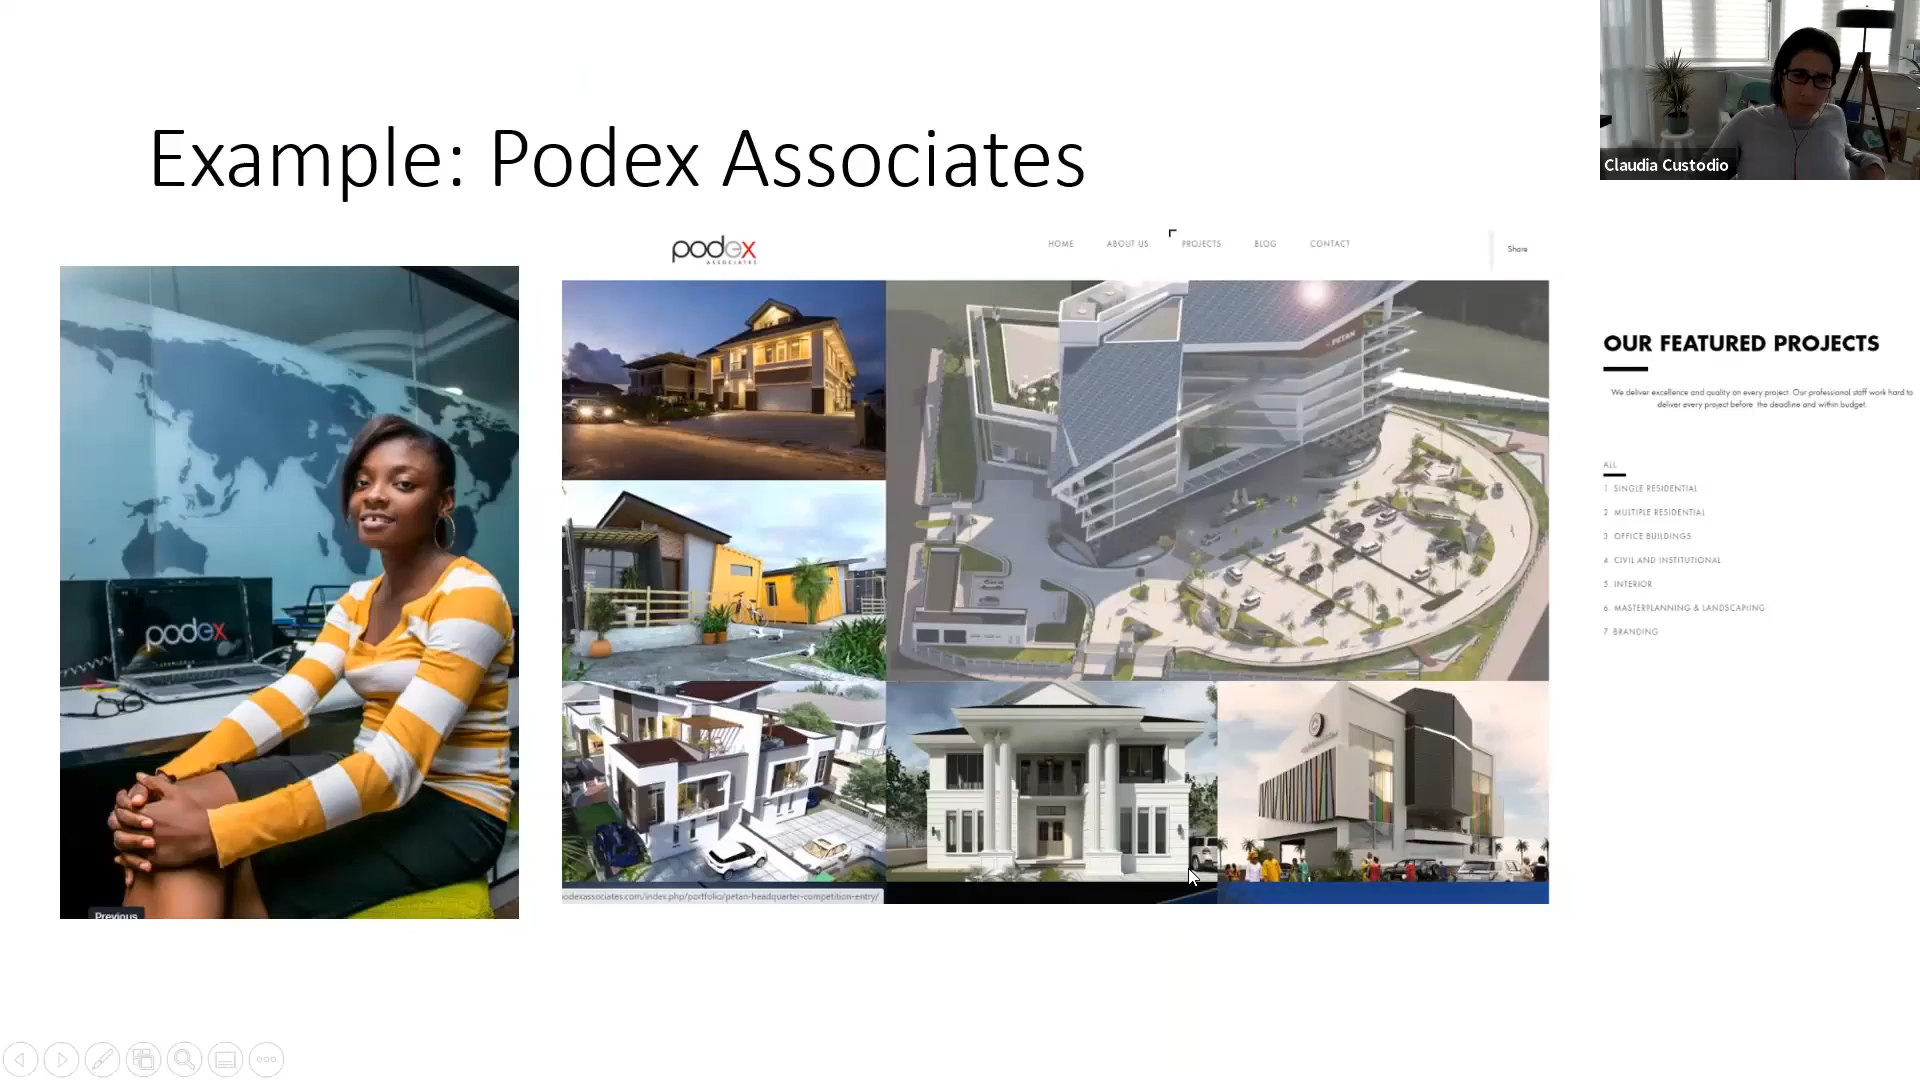 Claudia Custodio
Example: Podex Associates
podex
ASSOCIATES
HOME ABOUT US PROJECTS BLOG CONTACT
Share
podex
PETAN
OUR FEATURED PROJECTS
We deliver excellence and quality on every project. Our professional staff work hard to
deliver every project before the deadline and within budget.
ALL
1 SINGLE RESIDENTIAL
2 MULTIPLE RESIDENTIAL
3 OFFICE BUILDINGS
4 CIVIL AND INSTITUTIONAL
5. INTERIOR
6. MASTERPLANNING & LANDSCAPIING
7 BRANDING
Previous
odexassociates.com/index.php/portfolio/petan-headquarter-competition-entry/